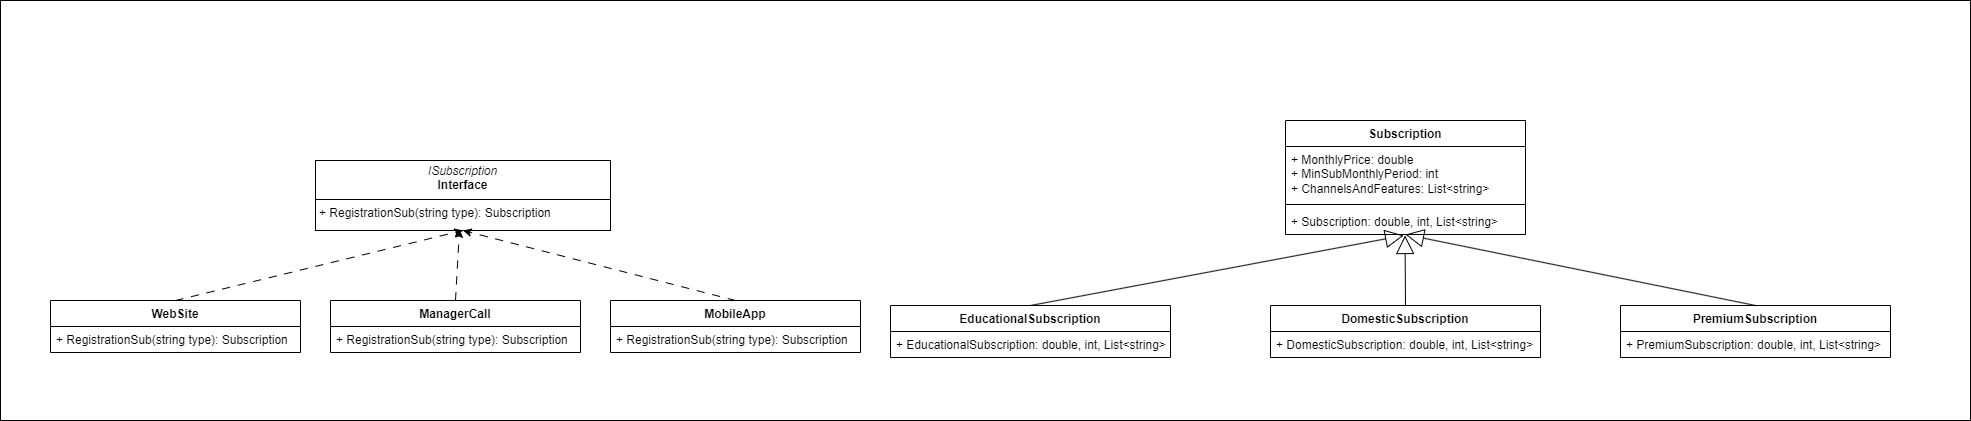 ISubscription
Interface
+ RegistrationSub(string type): Subscription
WebSite
+ RegistrationSub(string type): Subscription
ManagerCall
+ RegistrationSub(string type): Subscription
MobileApp
+ RegistrationSub(string type): Subscription
Subscription
+ MonthlyPrice: double
+ MinSubMonthlyPeriod: int
+ ChannelsAndFeatures: List<string>
+ Subscription: double, int, List<string>
EducationalSubscription
+ EducationalSubscription: double, int, List<string>
DomesticSubscription
+ DomesticSubscription: double, int, List<string>
PremiumSubscription
+ PremiumSubscription: double, int, List<string>